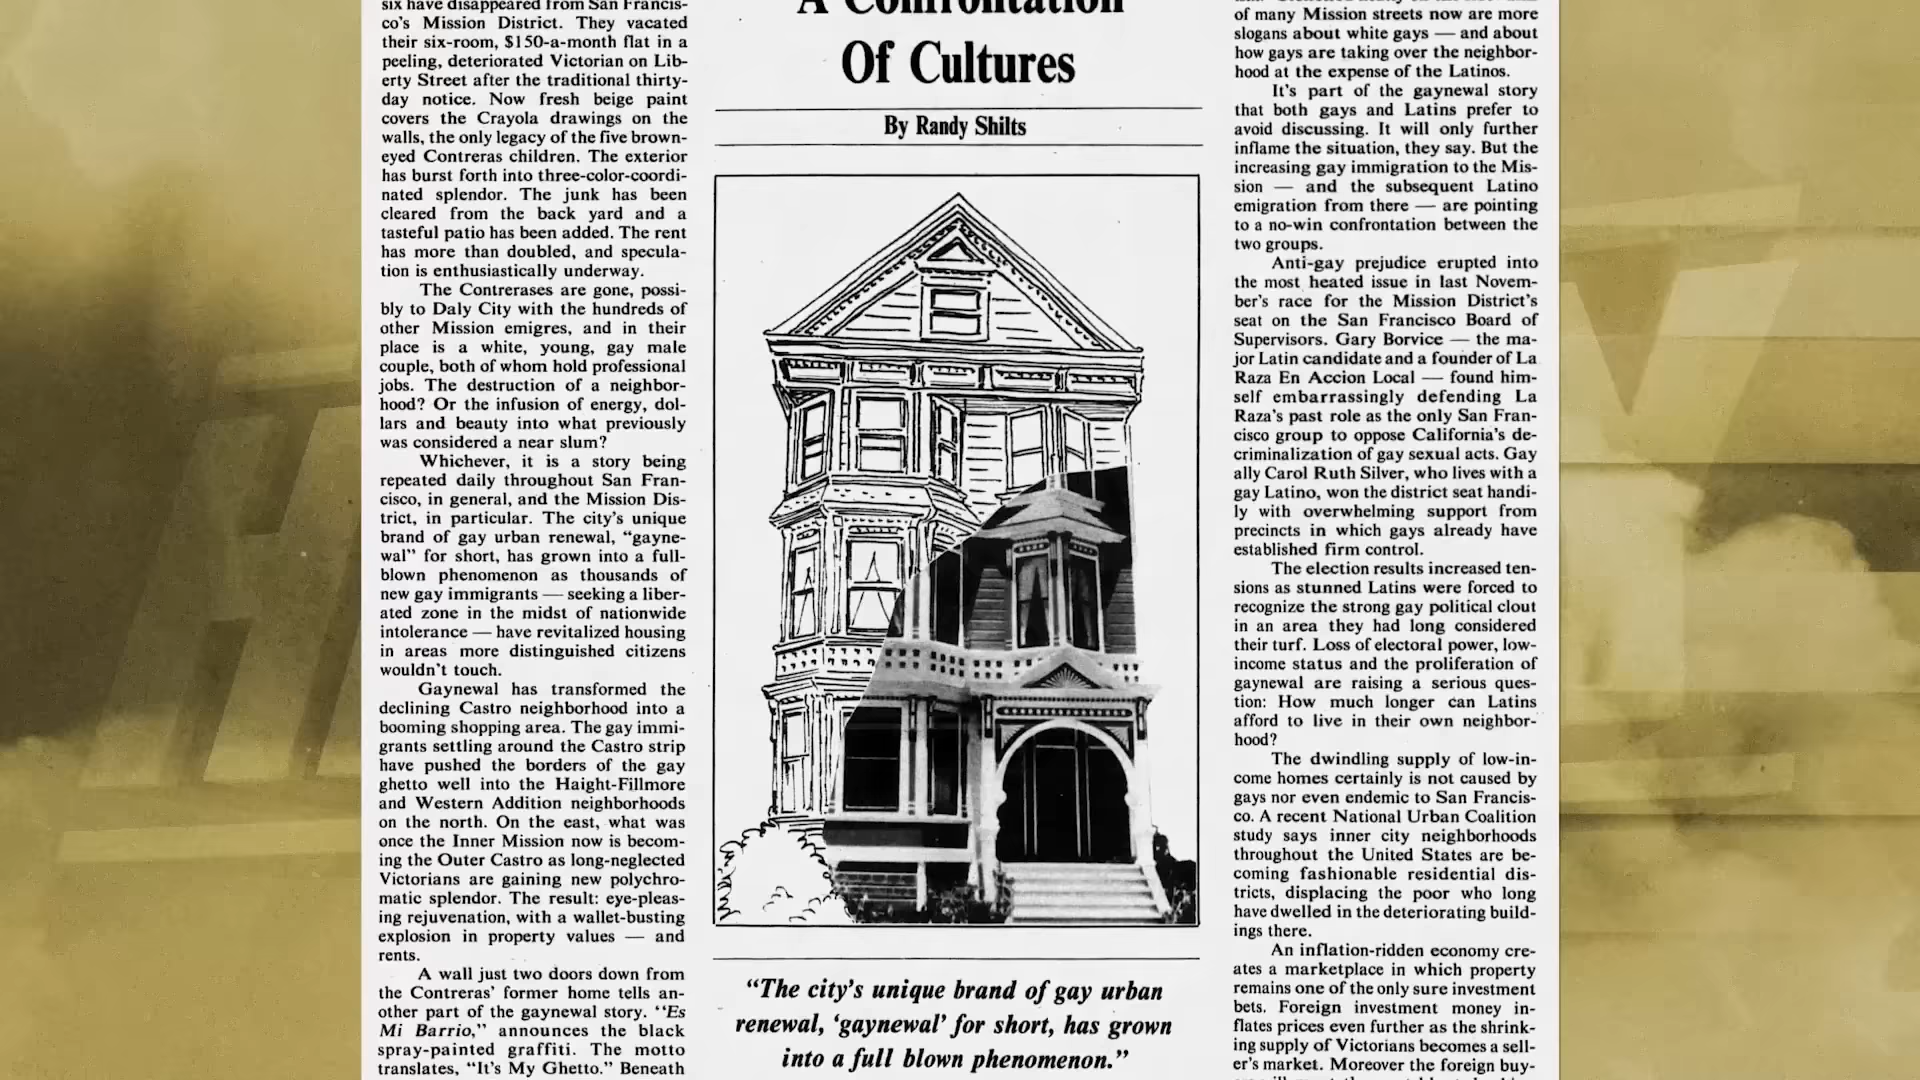 six have disappeared from San Francis-
co's Mission District. They vacated
their six-room, $150-a-month flat in a
peeling, deteriorated Victorian on Lib-
erty Street after the traditional thirty-
day notice. Now fresh beige paint
covers the Crayola drawings on the
walls, the only legacy of the five brown-
eyed Contreras children. The exterior
has burst forth into three-color-coordi-
nated splendor. The junk has been
cleared from the back yard and a
tasteful patio has been added. The rent
has more than doubled, and specula-
tion is enthusiastically underway.
The Contrerases are gone, possi-
bly to Daly City with the hundreds of
other Mission emigres, and in their
place is a white, young, gay male
couple, both of whom hold professional
jobs. The destruction of a neighbor-
hood? Or the infusion of energy, dol-
lars and beauty into what previously
was considered a near slum?
Whichever, it is a story being
repeated daily throughout San Fran-
cisco, in general, and the Mission Dis-
trict, in particular. The city's unique
brand of gay urban renewal, "gayne-
wal" for short, has grown into a full-
blown phenomenon as thousands of
new gay immigrants — seeking a liber-
ated zone in the midst of nationwide
intolerance — have revitalized housing
in areas more distinguished citizens
wouldn't touch.
Gaynewal has transformed the
declining Castro neighborhood into a
booming shopping area. The gay immi-
grants settling around the Castro strip
have pushed the borders of the gay
ghetto well into the Haight-Fillmore
and Western Addition neighborhoods
on the north. On the east, what was
once the Inner Mission now is becom-
ing the Outer Castro as long-neglected
Victorians are gaining new polychro-
matic splendor. The result: eye-pleas-
ing rejuvenation, with a wallet-busting
explosion in property values — and
rents.
A wall just two doors down from
the Contreras' former home tells an-
other part of the gaynewal story. "Es
Mi Barrio," announces the black
spray-painted graffiti. The motto
translates, "It's My Ghetto." Beneath
A Confrontation
Of Cultures
By Randy Shilts
"The city's unique brand of gay urban
renewal, 'gaynewal' for short, has grown
into a full blown phenomenon."
of many Mission streets now are more
slogans about white gays — and about
how gays are taking over the neighbor-
hood at the expense of the Latinos.
It's part of the gaynewal story
that both gays and Latins prefer to
avoid discussing. It will only further
inflame the situation, they say. But the
increasing gay immigration to the Mis-
sion — and the subsequent Latino
emigration from there — are pointing
to a no-win confrontation between the
two groups.
Anti-gay prejudice erupted into
the most heated issue in last Novem-
ber's race for the Mission District's
seat on the San Francisco Board of
Supervisors. Gary Borvice — the ma-
jor Latin candidate and a founder of La
Raza En Accion Local — found him-
self embarrassingly defending La
Raza's past role as the only San Fran-
cisco group to oppose California's de-
criminalization of gay sexual acts. Gay
ally Carol Ruth Silver, who lives with a
gay Latino, won the district seat handi-
ly with overwhelming support from
precincts in which gays already have
established firm control.
The election results increased ten-
sions as stunned Latins were forced to
recognize the strong gay political clout
in an area they had long considered
their turf. Loss of electoral power, low-
income status and the proliferation of
gaynewal are raising a serious ques-
tion: How much longer can Latins
afford to live in their own neighbor-
hood?
The dwindling supply of low-in-
come homes certainly is not caused by
gays nor even endemic to San Francis-
co. A recent National Urban Coalition
study says inner city neighborhoods
throughout the United States are be-
coming fashionable residential dis-
tricts, displacing the poor who long
have dwelled in the deteriorating build-
ings there.
An inflation-ridden economy cre-
ates a marketplace in which property
remains one of the only sure investment
bets. Foreign investment money in-
flates prices even further as the shrink-
ing supply of Victorians becomes a sell-
er's market. Moreover the foreign buy-